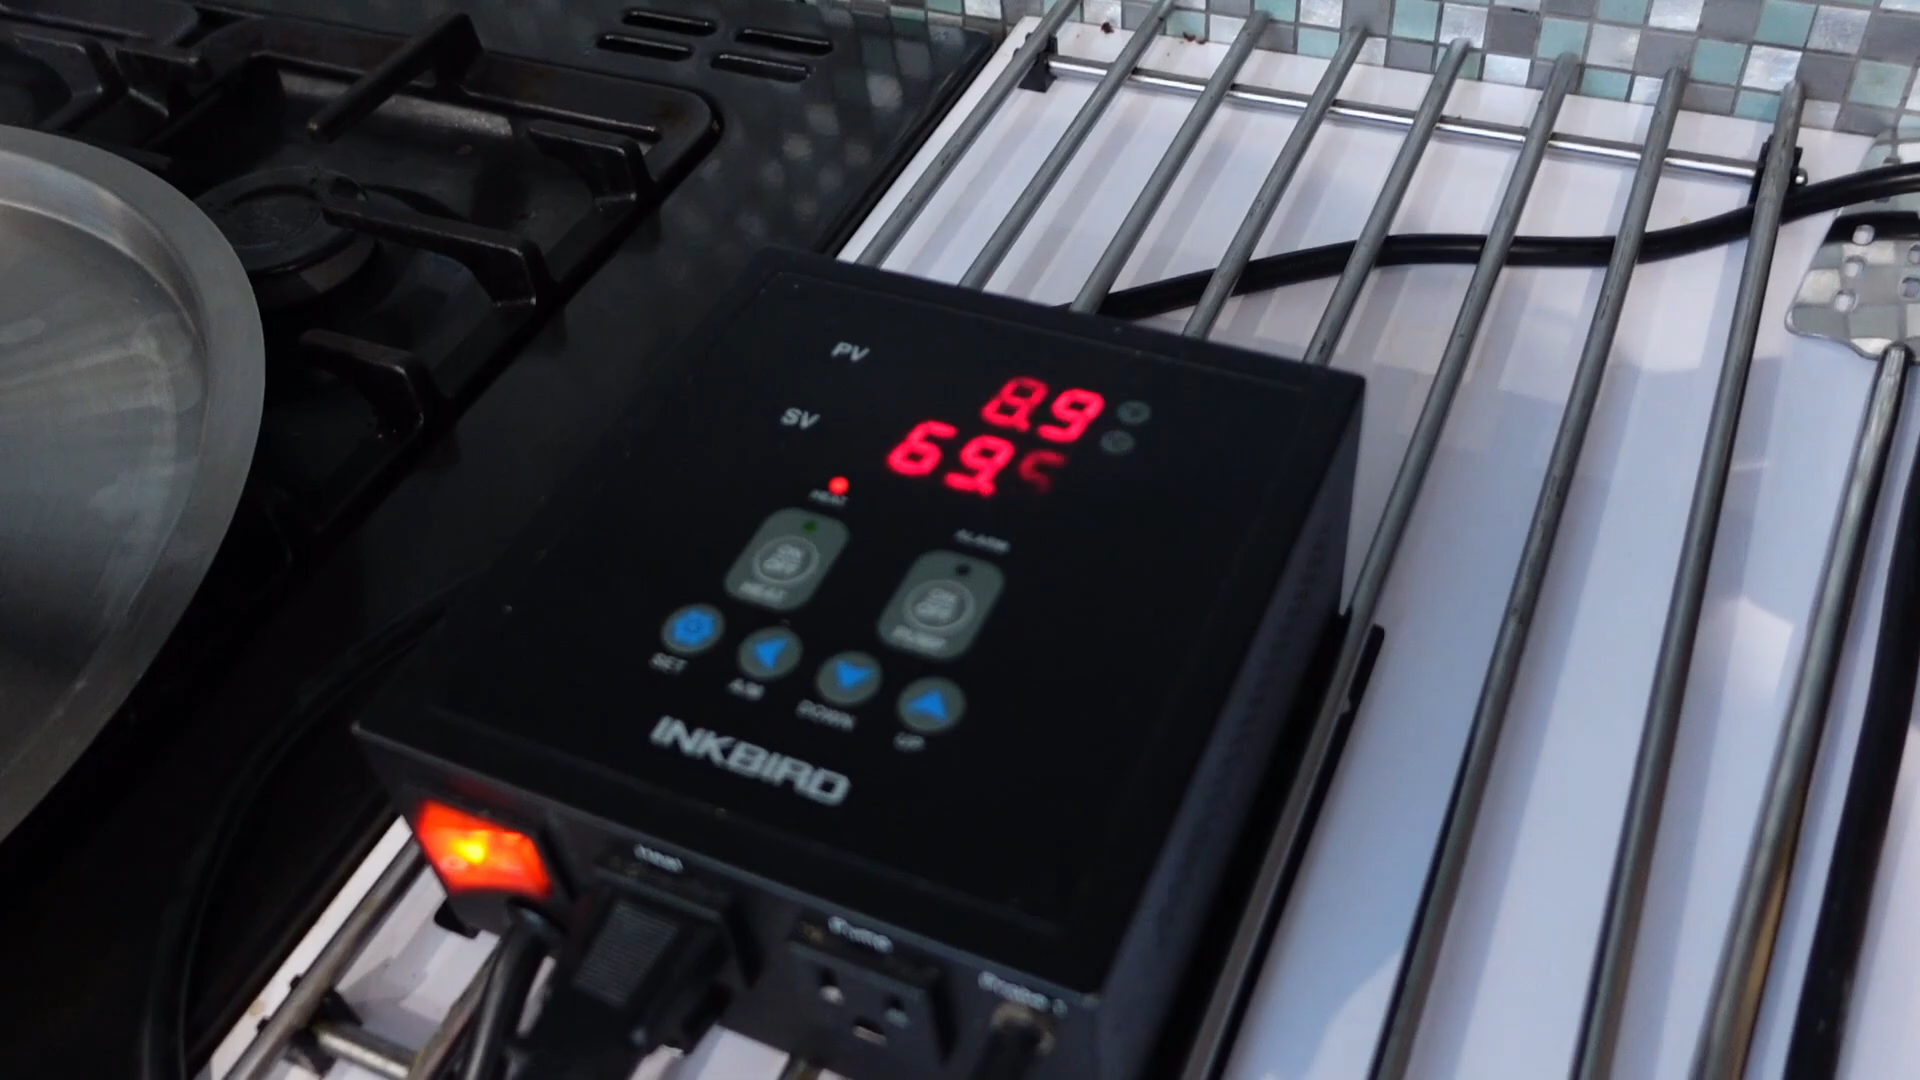 PV
8.9
SV
69.5
HEAT
ALARM
ON
OFF
HEAT
ON
OFF
PUMP
SET
A/M
DOWN
UP
INKBIRD
Heat
Pump